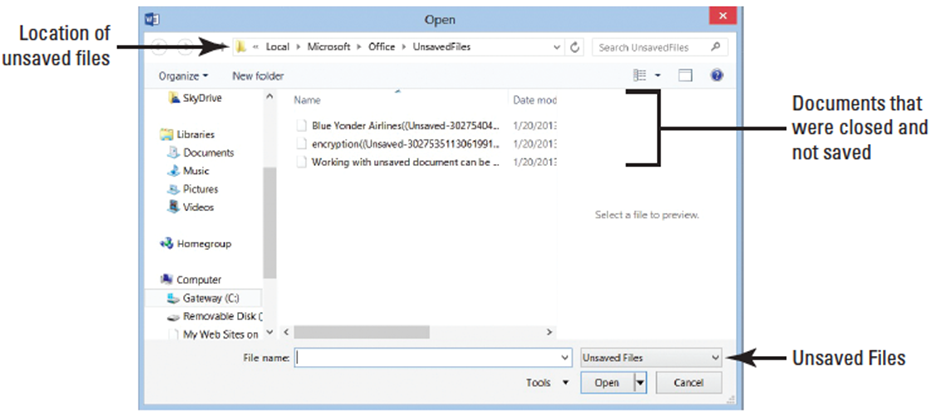 Open
Location of
unsaved files
« Local Microsoft Office UnsavedFiles
Search UnsavedFiles
Organize
New folder
SkyDrive
Libraries
Documents
Music
Pictures
Videos
Homegroup
Computer
Gateway (C:)
Removable Disk (
My Web Sites on
Name
Date mod
Blue Yonder Airlines((Unsaved-30275404...
1/20/2013
encryption((Unsaved-3027535113061991...
1/20/2013
Working with unsaved document can be ...
1/20/2013
Select a file to preview.
Documents that
were closed and
not saved
File name:
Unsaved Files
Unsaved Files
Tools
Open
Cancel